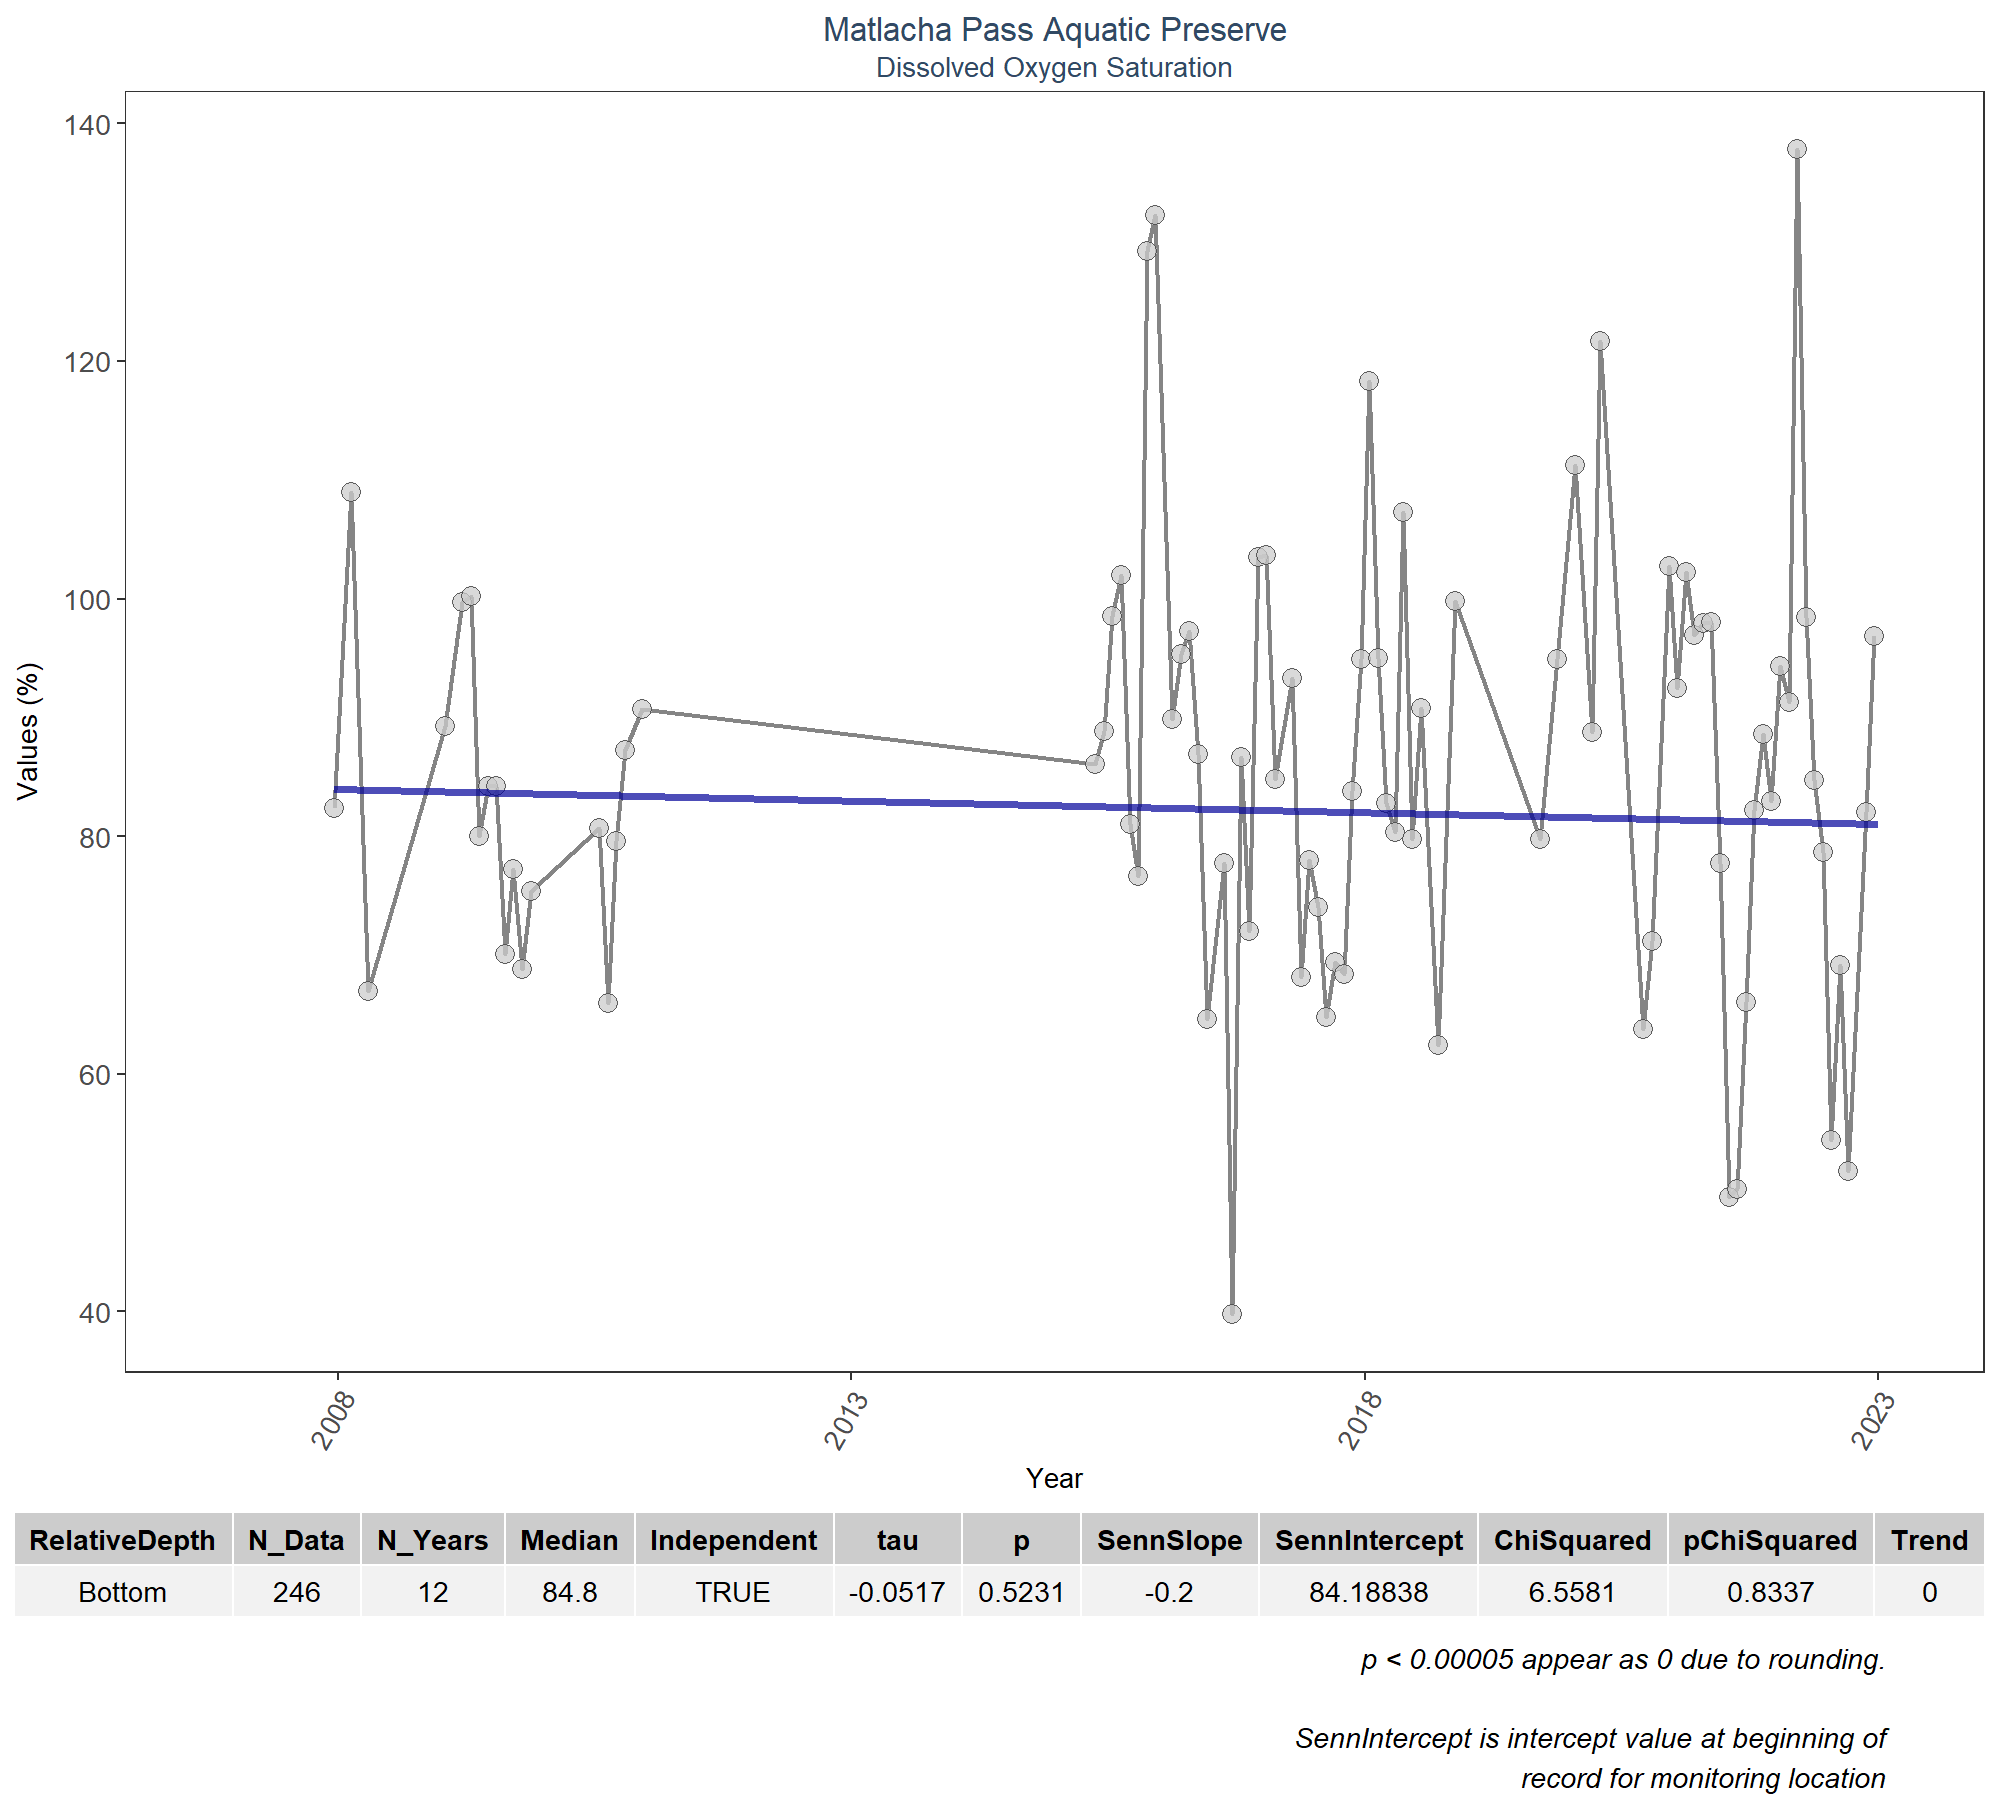 Matlacha Pass Aquatic Preserve
Dissolved Oxygen Saturation
140
120
100
80
60
40
Values (%)
2008 2013 2018 2023
Year
RelativeDepth N_Data N_Years Median Independent tau p SennSlope SennIntercept ChiSquared pChiSquared Trend
Bottom 246 12 84.8 TRUE -0.0517 0.5231 -0.2 84.18838 6.5581 0.8337 0
p < 0.00005 appear as 0 due to rounding.
SennIntercept is intercept value at beginning of
record for monitoring location